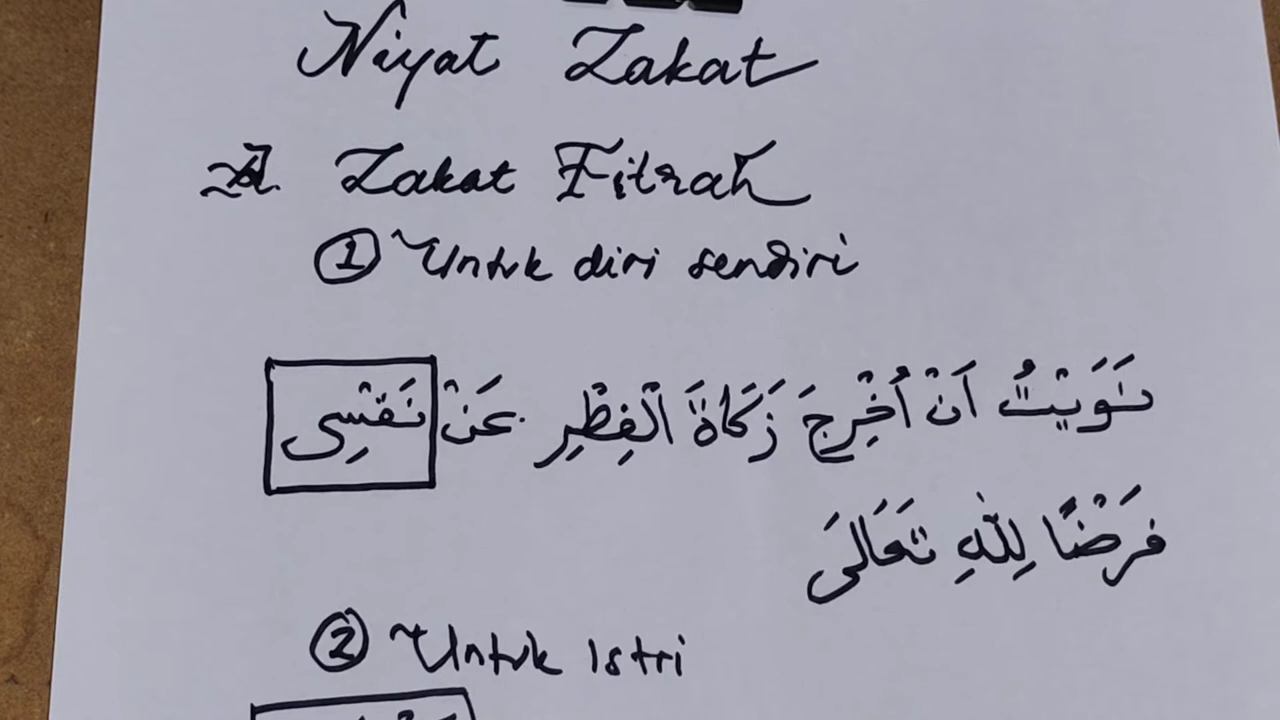 Niyat Zakat
A. Zakat Fitrah
① Untuk diri sendiri
نَوَيْتُ اَنْ اُخْرِجَ زَكَاةَ الْفِطْرِ عَنْ نَفْسِى
فَرْضًا لِلّٰهِ تَعَالَى
② Untuk Istri